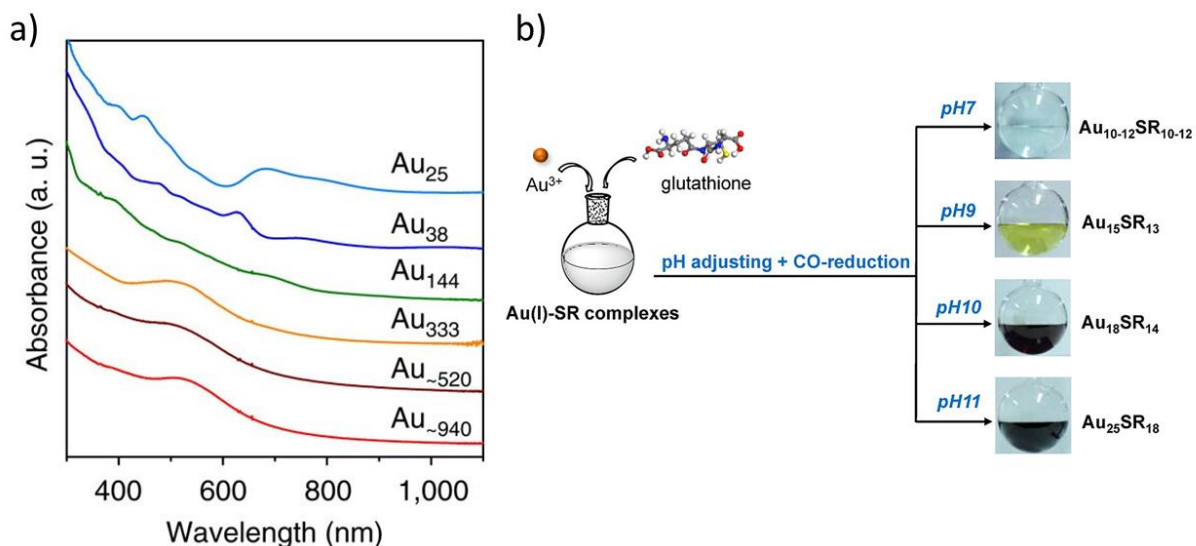 a)
Absorbance (a. u.)
Au₂₅
Au₃₈
Au₁₄₄
Au₃₃₃
Au~₅₂₀
Au~₉₄₀
400 600 800 1,000
Wavelength (nm)
b)
Au³⁺
glutathione
Au(I)-SR complexes
pH adjusting + CO-reduction
pH7
Au₁₀₋₁₂SR₁₀₋₁₂
pH9
Au₁₅SR₁₃
pH10
Au₁₈SR₁₄
pH11
Au₂₅SR₁₈